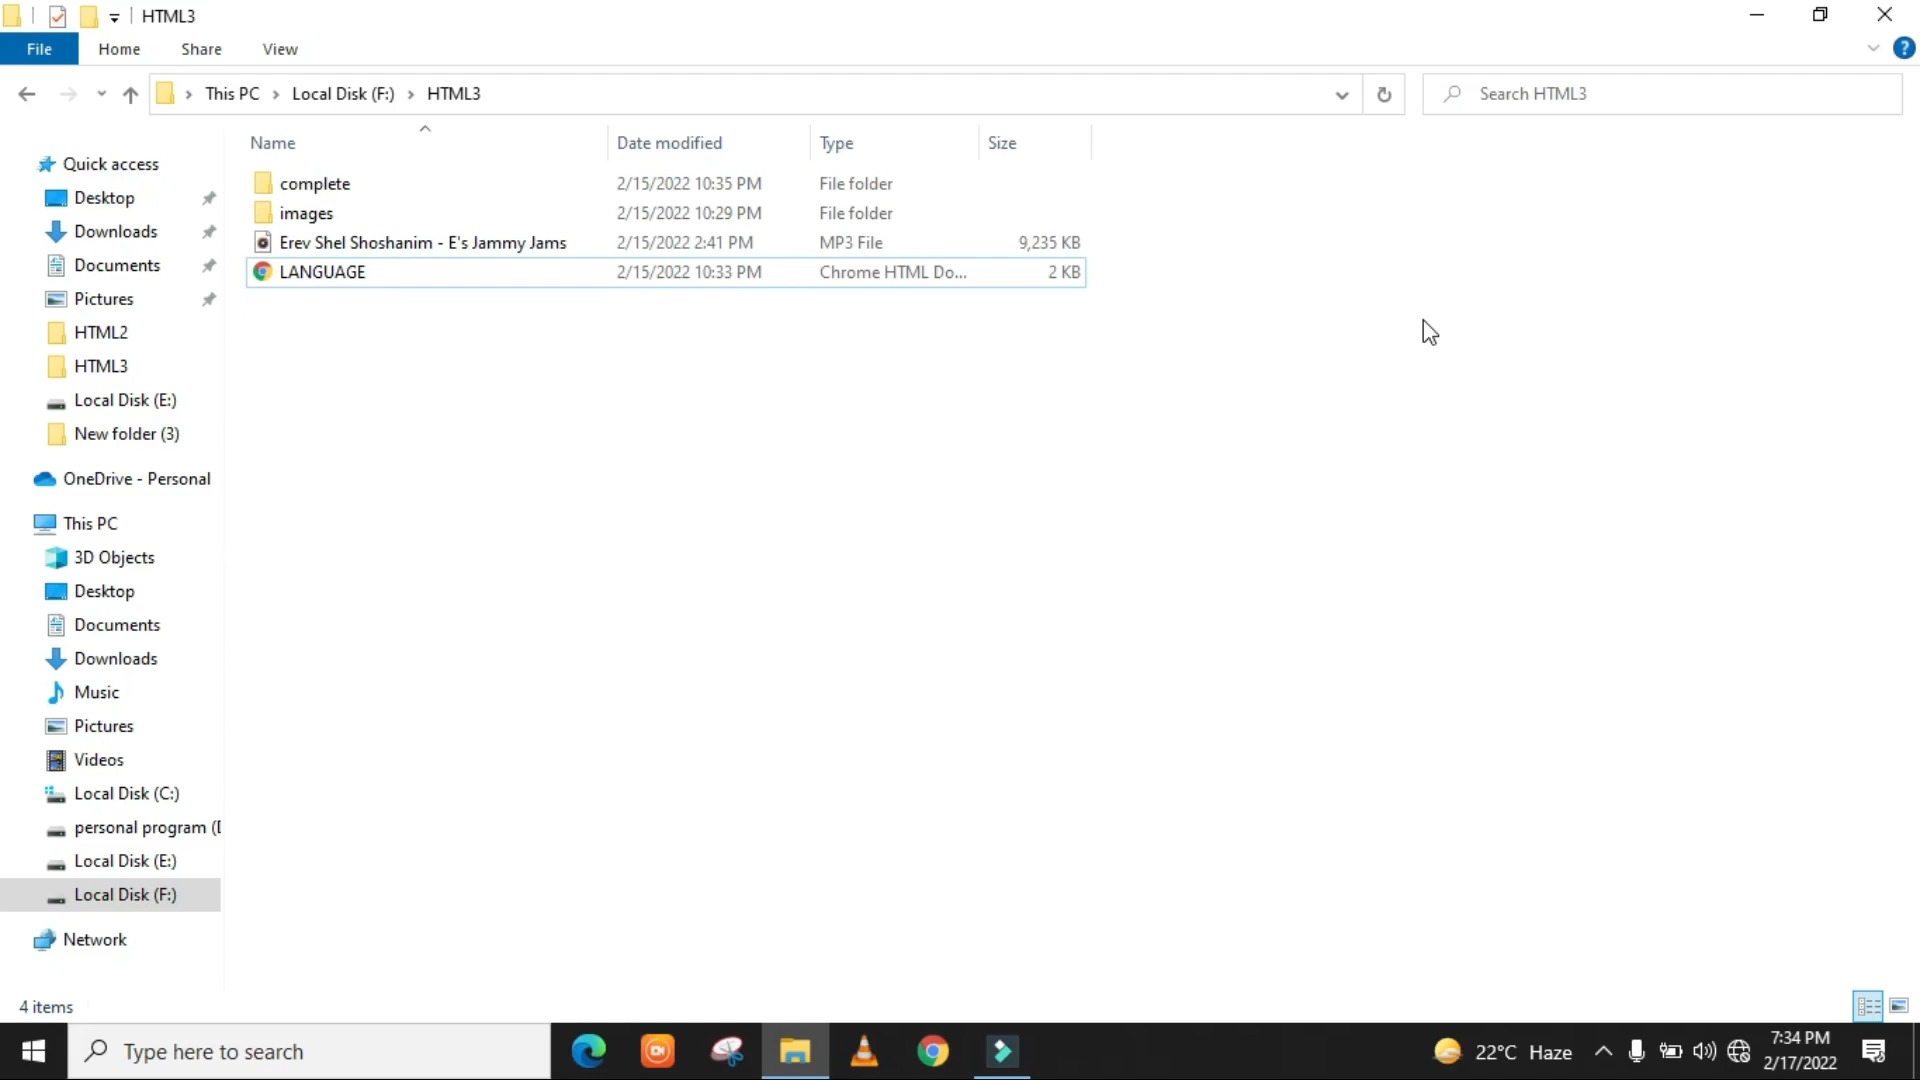 HTML3
File Home Share View
This PC Local Disk (F:) HTML3
Search HTML3
Name Date modified Type Size
complete 2/15/2022 10:35 PM File folder
images 2/15/2022 10:29 PM File folder
Erev Shel Shoshanim - E's Jammy Jams 2/15/2022 2:41 PM MP3 File 9,235 KB
LANGUAGE 2/15/2022 10:33 PM Chrome HTML Do... 2 KB
Quick access
Desktop
Downloads
Documents
Pictures
HTML2
HTML3
Local Disk (E:)
New folder (3)
OneDrive - Personal
This PC
3D Objects
Desktop
Documents
Downloads
Music
Pictures
Videos
Local Disk (C:)
personal program (
Local Disk (E:)
Local Disk (F:)
Network
4 items
Type here to search
22°C Haze
7:34 PM
2/17/2022